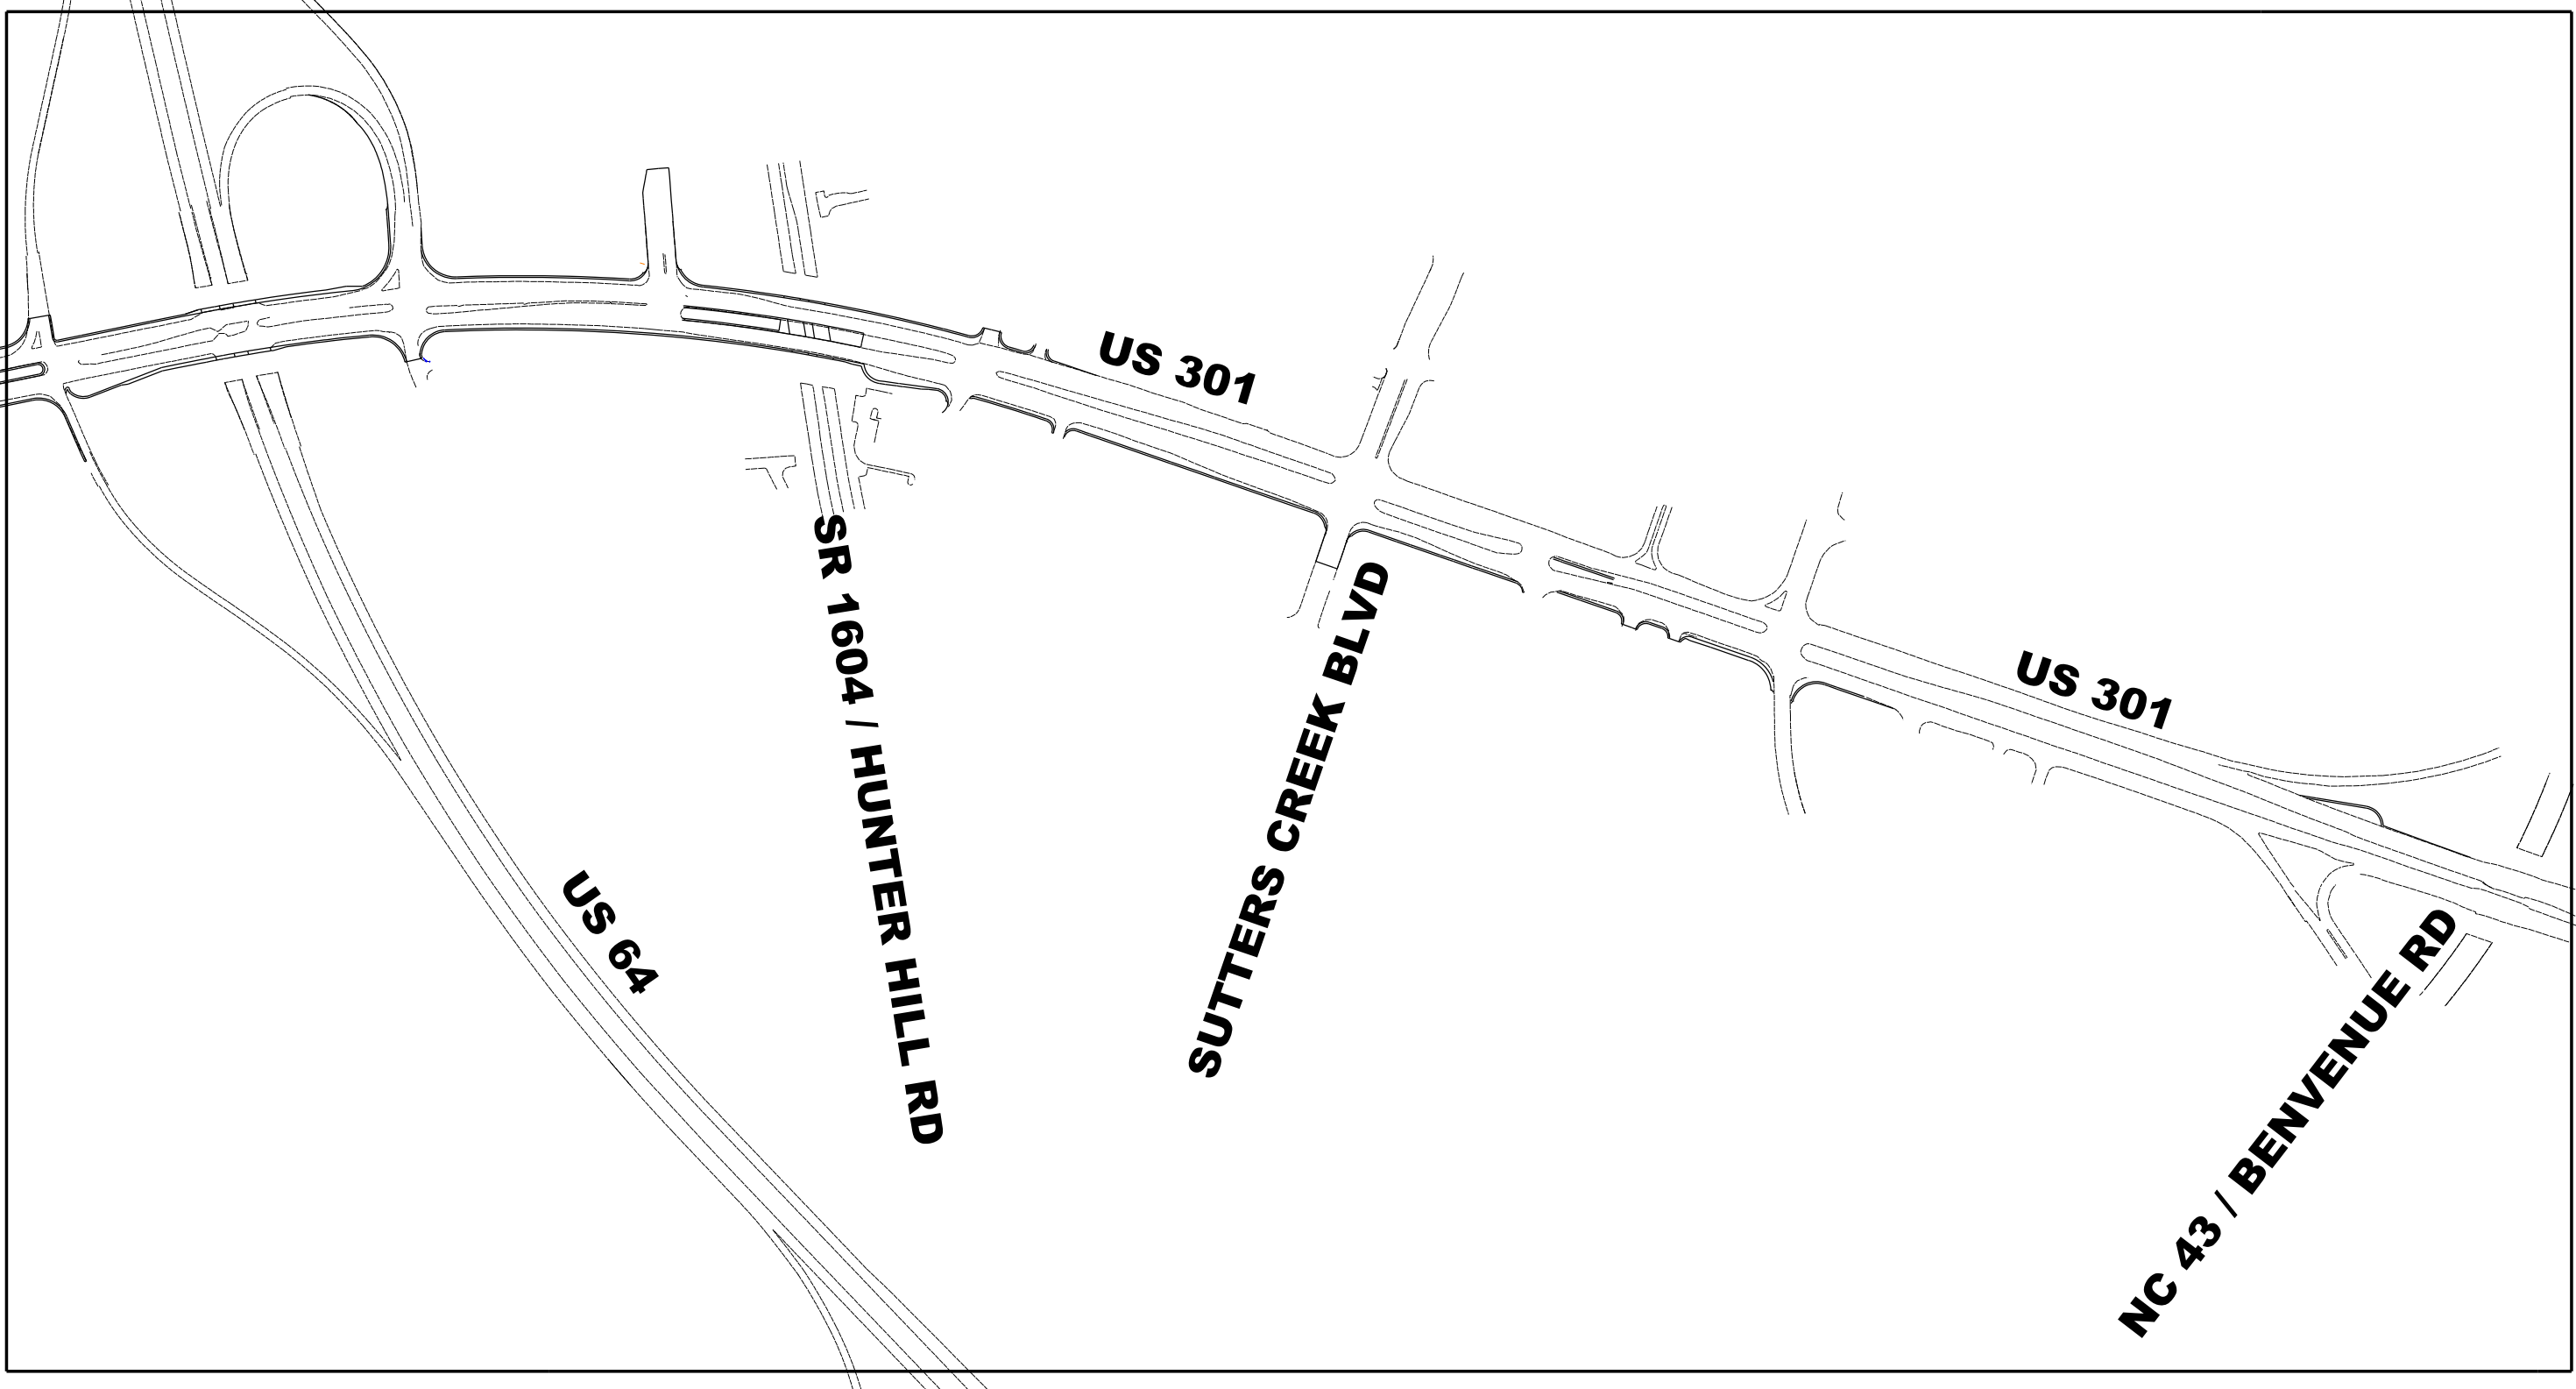 US 301
SR 1604 / HUNTER HILL RD
SUTTERS CREEK BLVD
US 301
US 64
NC 43 / BENVENUE RD